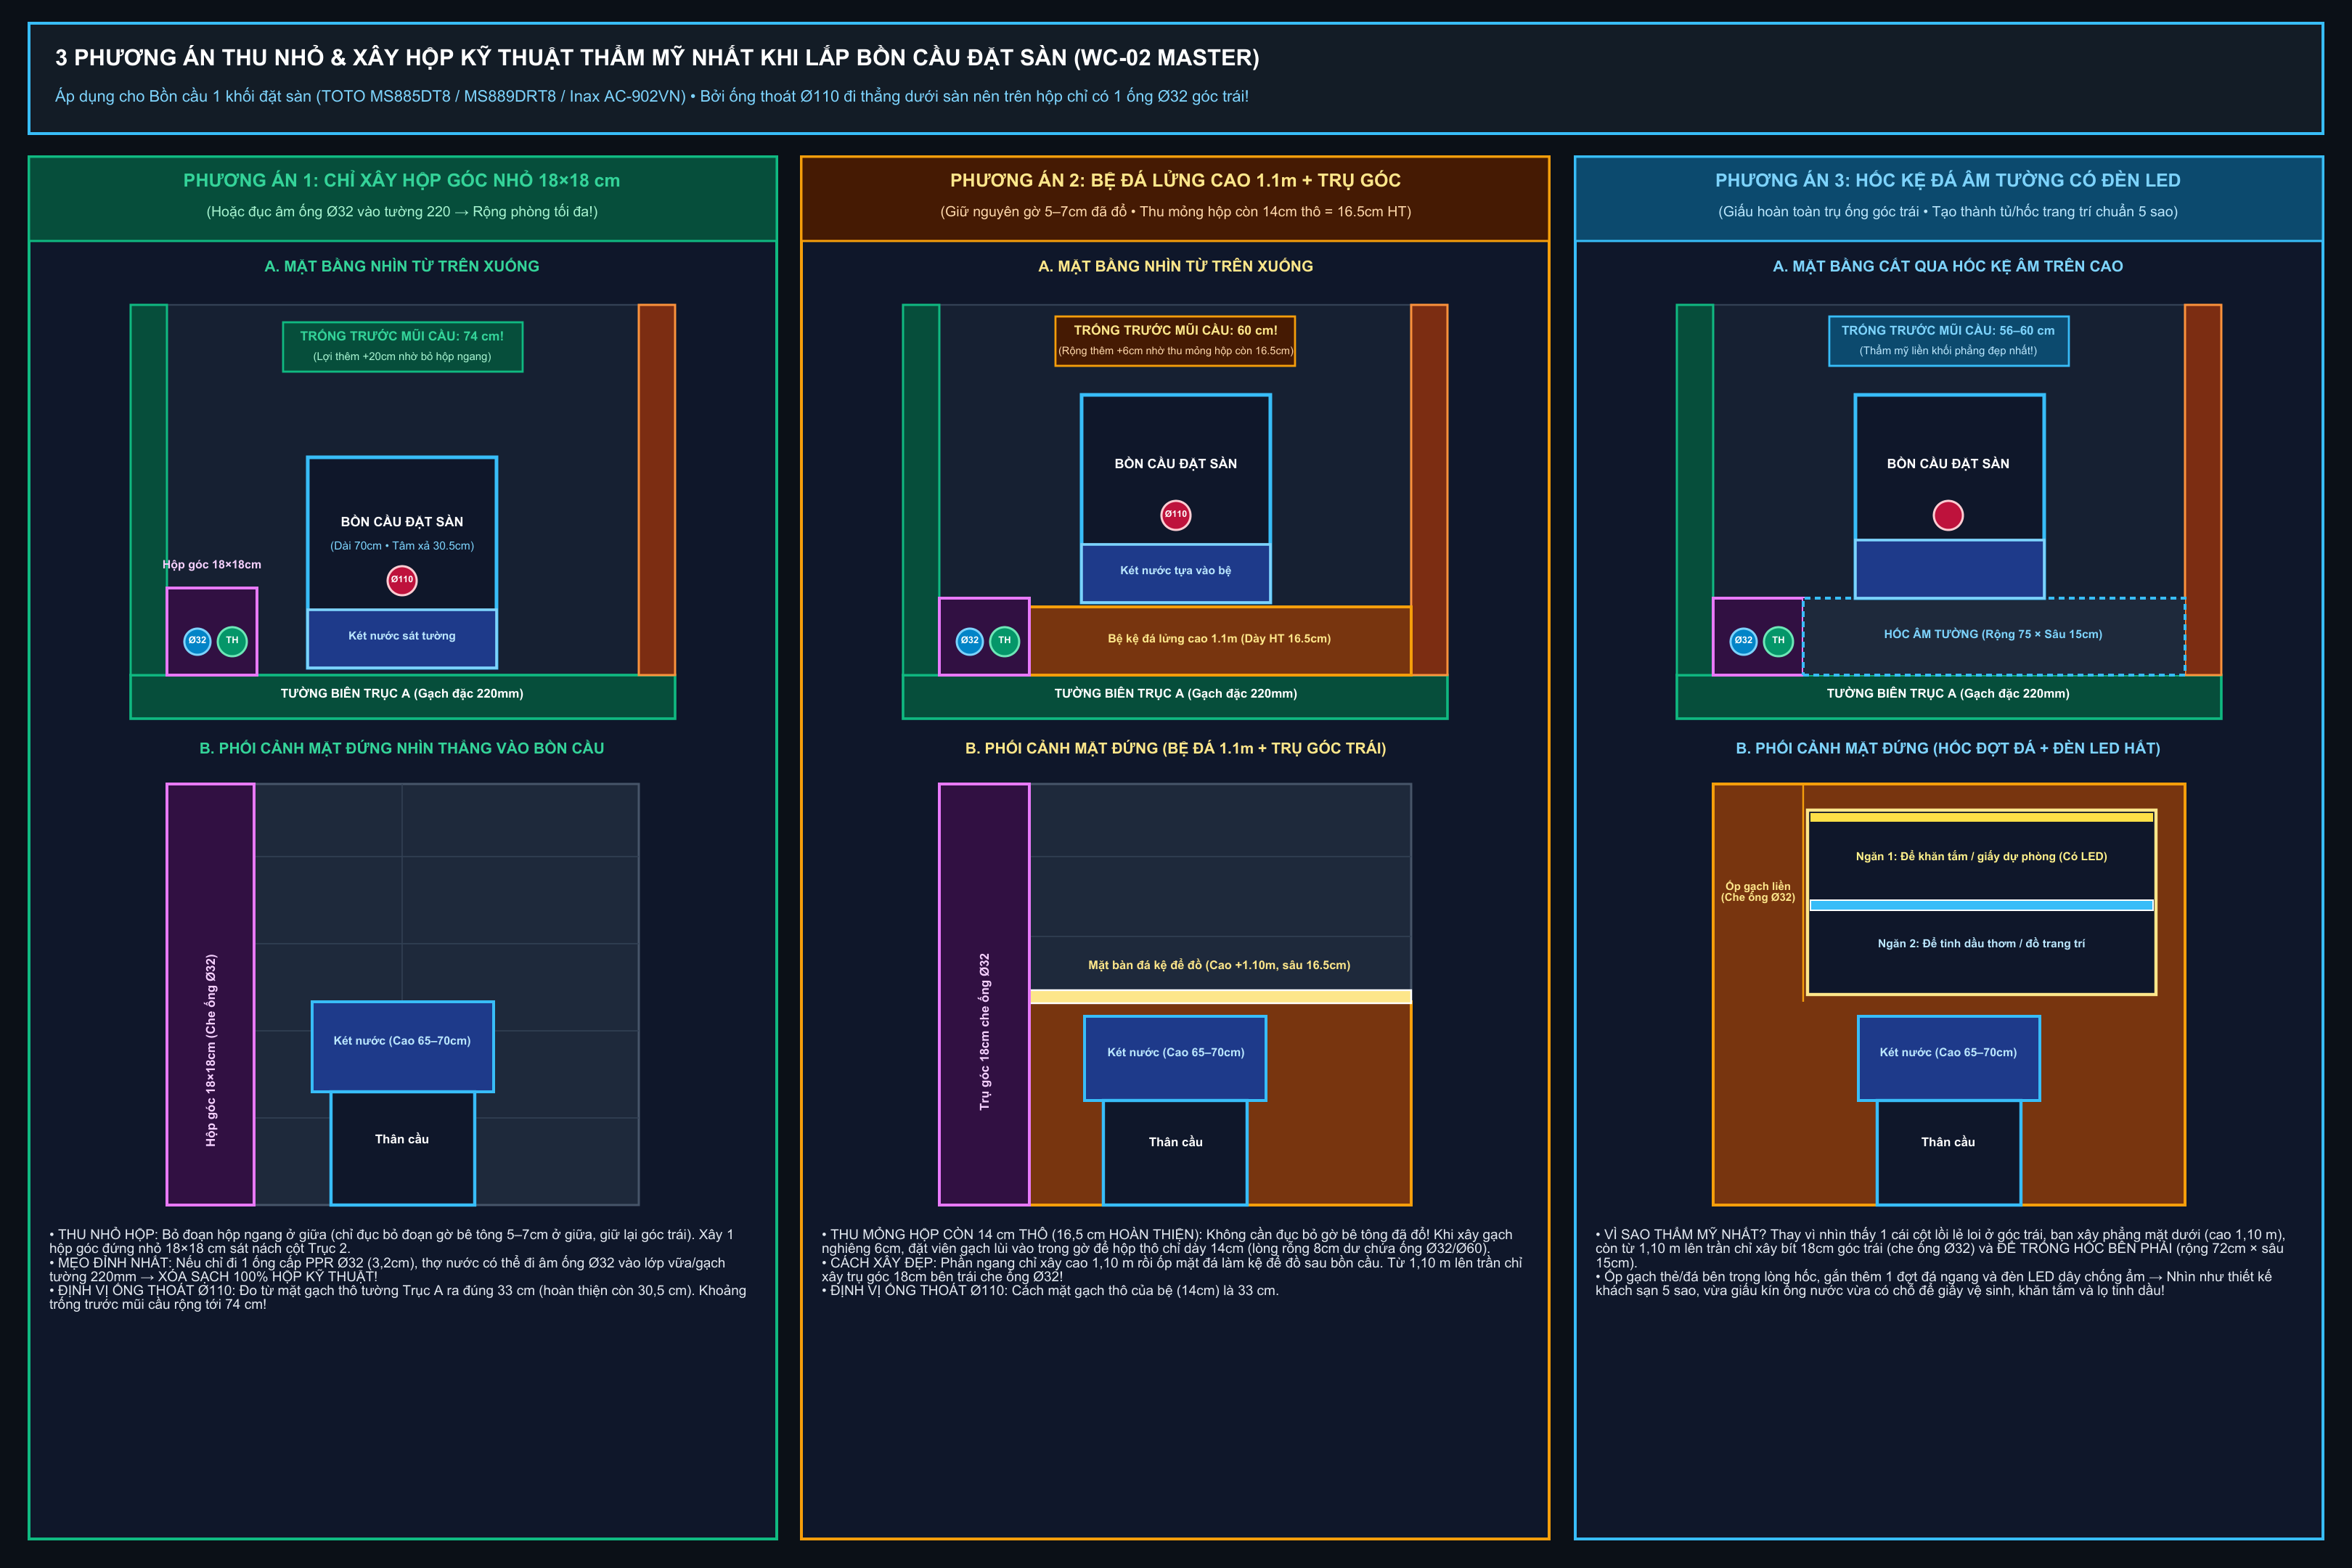 3 PHƯƠNG ÁN THU NHỎ & XÂY HỘP KỸ THUẬT THẨM MỸ NHẤT KHI LẮP BỒN CẦU ĐẶT SÀN (WC-02 MASTER)
Áp dụng cho Bồn cầu 1 khối đặt sàn (TOTO MS885DT8 / MS889DRT8 / Inax AC-902VN) • Bởi ống thoát Ø110 đi thẳng dưới sàn nên trên hộp chỉ có 1 ống Ø32 góc trái!
PHƯƠNG ÁN 1: CHỈ XÂY HỘP GÓC NHỎ 18×18 cm
(Hoặc đục âm ống Ø32 vào tường 220 → Rộng phòng tối đa!)
A. MẶT BẰNG NHÌN TỪ TRÊN XUỐNG
TRỐNG TRƯỚC MŨI CẦU: 74 cm!
(Lợi thêm +20cm nhờ bỏ hộp ngang)
BỒN CẦU ĐẶT SÀN
(Dài 70cm • Tâm xả 30.5cm)
Hộp góc 18×18cm
Ø110
Ø32
TH
Két nước sát tường
TƯỜNG BIÊN TRỤC A (Gạch đặc 220mm)
B. PHỐI CẢNH MẶT ĐỨNG NHÌN THẲNG VÀO BỒN CẦU
Hộp góc 18×18cm (Che ống Ø32)
Két nước (Cao 65–70cm)
Thân cầu
• THU NHỎ HỘP: Bỏ đoạn hộp ngang ở giữa (chỉ đục bỏ đoạn gờ bê tông 5–7cm ở giữa, giữ lại góc trái). Xây 1
hộp góc đứng nhỏ 18×18 cm sát nách cột Trục 2.
• MẸO ĐỈNH NHẤT: Nếu chỉ đi 1 ống cấp PPR Ø32 (3,2cm), thợ nước có thể đi âm ống Ø32 vào lớp vữa/gạch
tường 220mm → XÓA SẠCH 100% HỘP KỸ THUẬT!
• ĐỊNH VỊ ỐNG THOÁT Ø110: Đo từ mặt gạch thô tường Trục A ra đúng 33 cm (hoàn thiện còn 30,5 cm). Khoảng
trống trước mũi cầu rộng tới 74 cm!
PHƯƠNG ÁN 2: BỆ ĐÁ LỬNG CAO 1.1m + TRỤ GÓC
(Giữ nguyên gờ 5–7cm đã đổ • Thu mỏng hộp còn 14cm thô = 16.5cm HT)
A. MẶT BẰNG NHÌN TỪ TRÊN XUỐNG
TRỐNG TRƯỚC MŨI CẦU: 60 cm!
(Rộng thêm +6cm nhờ thu mỏng hộp còn 16.5cm)
BỒN CẦU ĐẶT SÀN
Ø110
Két nước tựa vào bệ
Ø32
TH
Bệ kệ đá lửng cao 1.1m (Dày HT 16.5cm)
TƯỜNG BIÊN TRỤC A (Gạch đặc 220mm)
B. PHỐI CẢNH MẶT ĐỨNG (BỆ ĐÁ 1.1m + TRỤ GÓC TRÁI)
Trụ góc 18cm che ống Ø32
Mặt bàn đá kệ để đồ (Cao +1.10m, sâu 16.5cm)
Két nước (Cao 65–70cm)
Thân cầu
• THU MỎNG HỘP CÒN 14 cm THÔ (16,5 cm HOÀN THIỆN): Không cần đục bỏ gờ bê tông đã đổ! Khi xây gạch
nghiêng 6cm, đặt viên gạch lùi vào trong gờ để hộp thô chỉ dày 14cm (lòng rỗng 8cm dư chứa ống Ø32/Ø60).
• CÁCH XÂY ĐẸP: Phần ngang chỉ xây cao 1,10 m rồi ốp mặt đá làm kệ để đồ sau bồn cầu. Từ 1,10 m lên trần chỉ
xây trụ góc 18cm bên trái che ống Ø32!
• ĐỊNH VỊ ỐNG THOÁT Ø110: Cách mặt gạch thô của bệ (14cm) là 33 cm.
PHƯƠNG ÁN 3: HỐC KỆ ĐÁ ÂM TƯỜNG CÓ ĐÈN LED
(Giấu hoàn toàn trụ ống góc trái • Tạo thành tủ/hốc trang trí chuẩn 5 sao)
A. MẶT BẰNG CẮT QUA HỐC KỆ ÂM TRÊN CAO
TRỐNG TRƯỚC MŨI CẦU: 56–60 cm
(Thẩm mỹ liền khối phẳng đẹp nhất!)
BỒN CẦU ĐẶT SÀN
Ø32
TH
HỐC ÂM TƯỜNG (Rộng 75 × Sâu 15cm)
TƯỜNG BIÊN TRỤC A (Gạch đặc 220mm)
B. PHỐI CẢNH MẶT ĐỨNG (HỐC ĐỢT ĐÁ + ĐÈN LED HẮT)
Ngăn 1: Để khăn tắm / giấy dự phòng (Có LED)
Ốp gạch liền
(Che ống Ø32)
Ngăn 2: Để tinh dầu thơm / đồ trang trí
Két nước (Cao 65–70cm)
Thân cầu
• VÌ SAO THẨM MỸ NHẤT? Thay vì nhìn thấy 1 cái cột lồi lẻ loi ở góc trái, bạn xây phẳng mặt dưới (cao 1,10 m),
còn từ 1,10 m lên trần chỉ xây bít 18cm góc trái (che ống Ø32) và ĐỂ TRỐNG HỐC BÊN PHẢI (rộng 72cm × sâu
15cm).
• Ốp gạch thẻ/đá bên trong lòng hốc, gắn thêm 1 đợt đá ngang và đèn LED dây chống ẩm → Nhìn như thiết kế
khách sạn 5 sao, vừa giấu kín ống nước vừa có chỗ để giấy vệ sinh, khăn tắm và lọ tinh dầu!